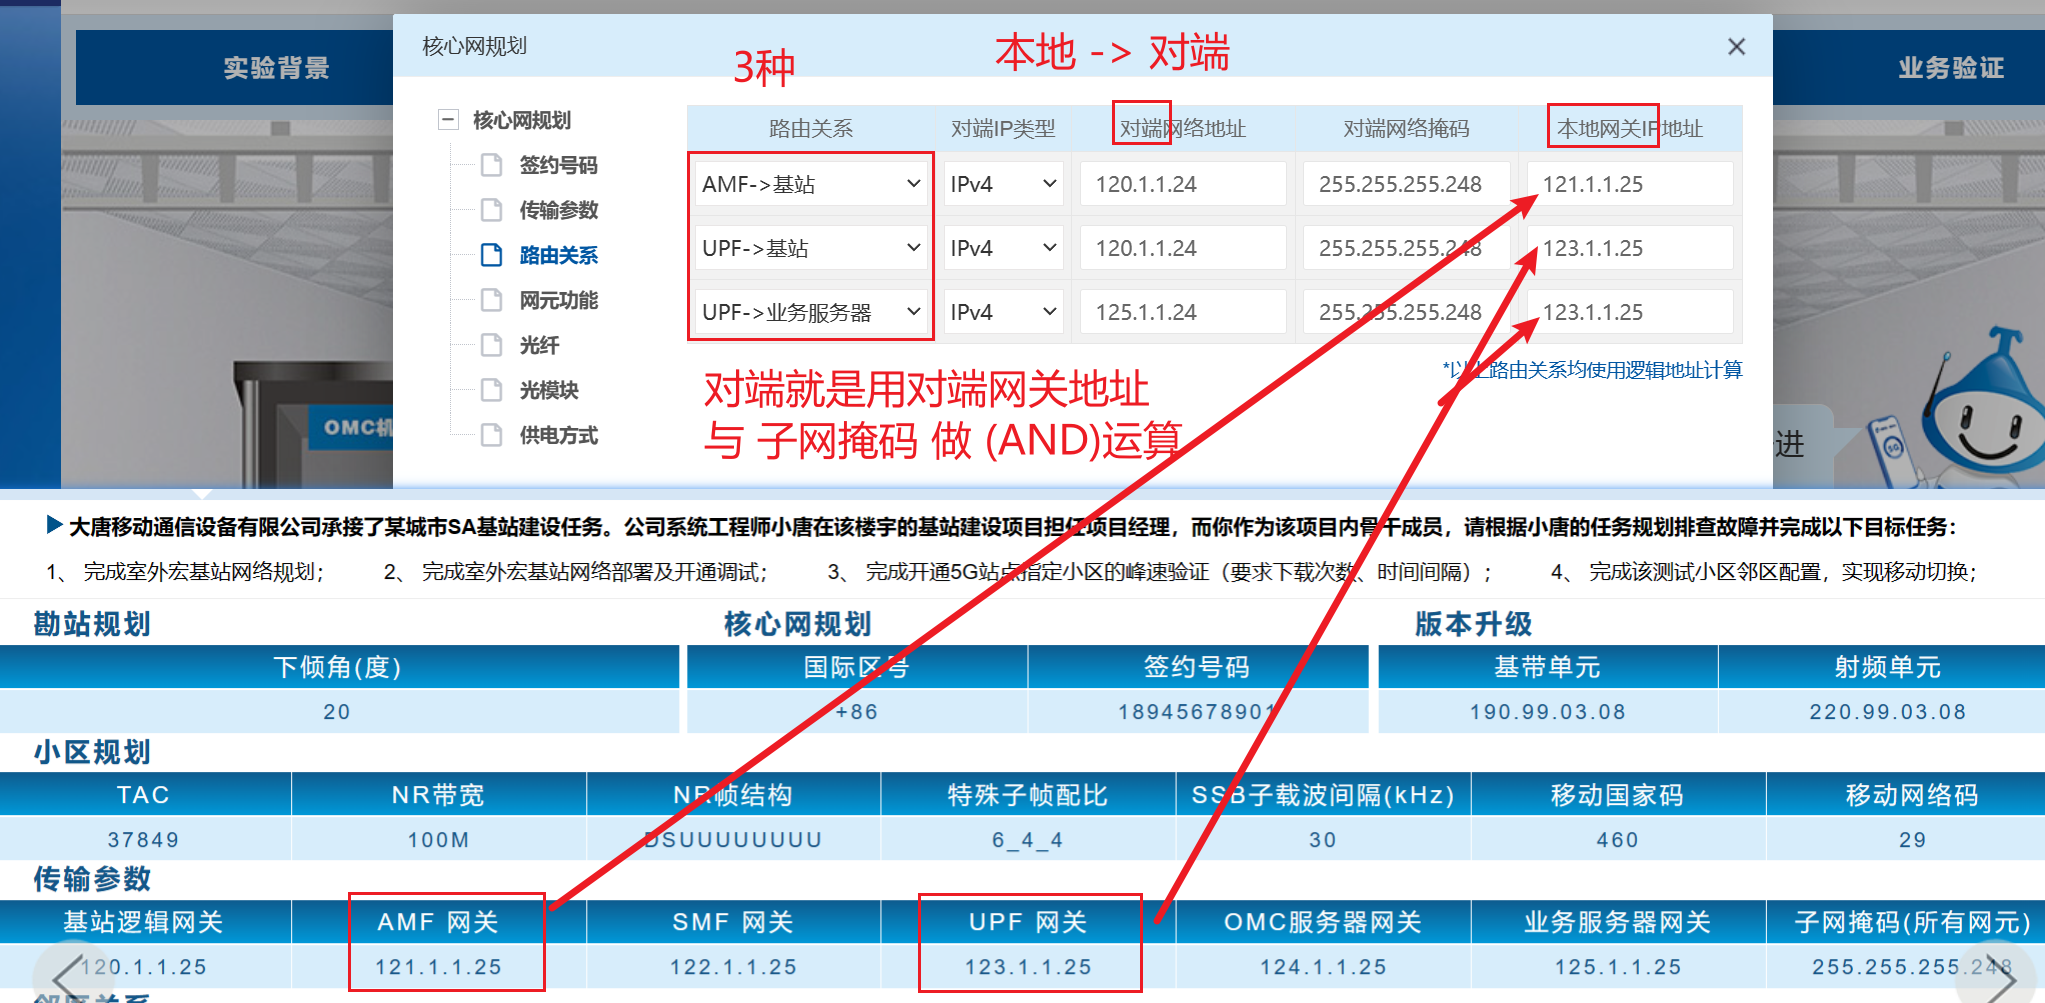 核心网规划
3种
本地 -> 对端
实验背景
业务验证
核心网规划
签约号码
传输参数
路由关系
网元功能
光纤
光模块
供电方式
路由关系 对端IP类型 对端网络地址 对端网络掩码 本地网关IP地址
AMF->基站 IPv4 120.1.1.24 255.255.255.248 121.1.1.25
UPF->基站 IPv4 120.1.1.24 255.255.255.248 123.1.1.25
UPF->业务服务器 IPv4 125.1.1.24 255.255.255.248 123.1.1.25
*以上路由关系均使用逻辑地址计算
对端就是用对端网关地址
与 子网掩码 做 (AND)运算
OMC机
进
5G
大唐移动通信设备有限公司承接了某城市SA基站建设任务。公司系统工程师小唐在该楼宇的基站建设项目担任项目经理，而你作为该项目内骨干成员，请根据小唐的任务规划排查故障并完成以下目标任务：
1、 完成室外宏基站网络规划； 2、 完成室外宏基站网络部署及开通调试； 3、 完成开通5G站点指定小区的峰速验证（要求下载次数、时间间隔）； 4、 完成该测试小区邻区配置，实现移动切换；
勘站规划 核心网规划 版本升级
下倾角(度) 国际区号 签约号码 基带单元 射频单元
20 +86 18945678901 190.99.03.08 220.99.03.08
小区规划
TAC NR带宽 NR帧结构 特殊子帧配比 SSB子载波间隔(kHz) 移动国家码 移动网络码
37849 100M DSUUUUUUUU 6_4_4 30 460 29
传输参数
基站逻辑网关 AMF 网关 SMF 网关 UPF 网关 OMC服务器网关 业务服务器网关 子网掩码(所有网元)
120.1.1.25 121.1.1.25 122.1.1.25 123.1.1.25 124.1.1.25 125.1.1.25 255.255.255.248